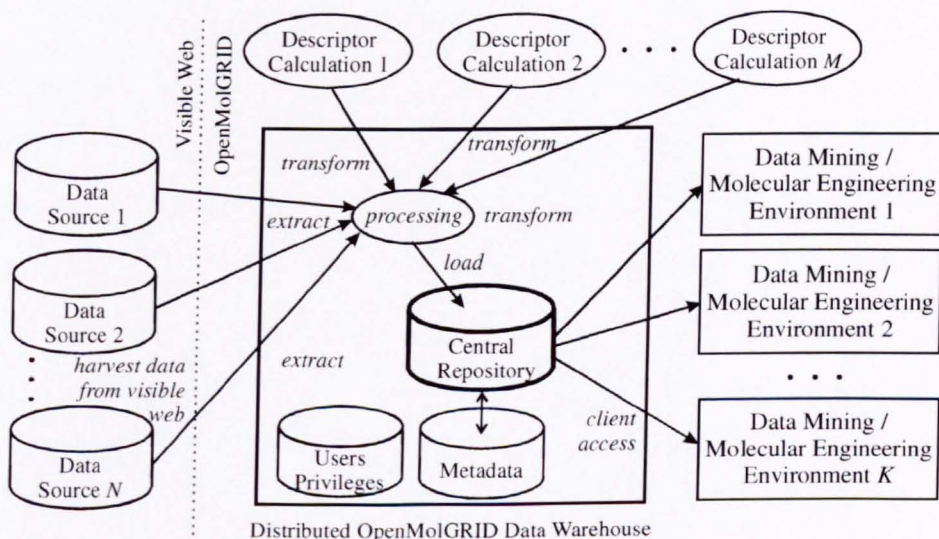 Visible Web
OpenMolGRID
Descriptor
Calculation 1
Descriptor
Calculation 2
. . .
Descriptor
Calculation M
transform
transform
Data
Source 1
extract
processing
transform
Data Mining /
Molecular Engineering
Environment 1
load
Data
Source 2
Data Mining /
Molecular Engineering
Environment 2
harvest data
from visible
web
extract
Central
Repository
. . .
client
access
Data
Source N
Users
Privileges
Metadata
Data Mining /
Molecular Engineering
Environment K
Distributed OpenMolGRID Data Warehouse